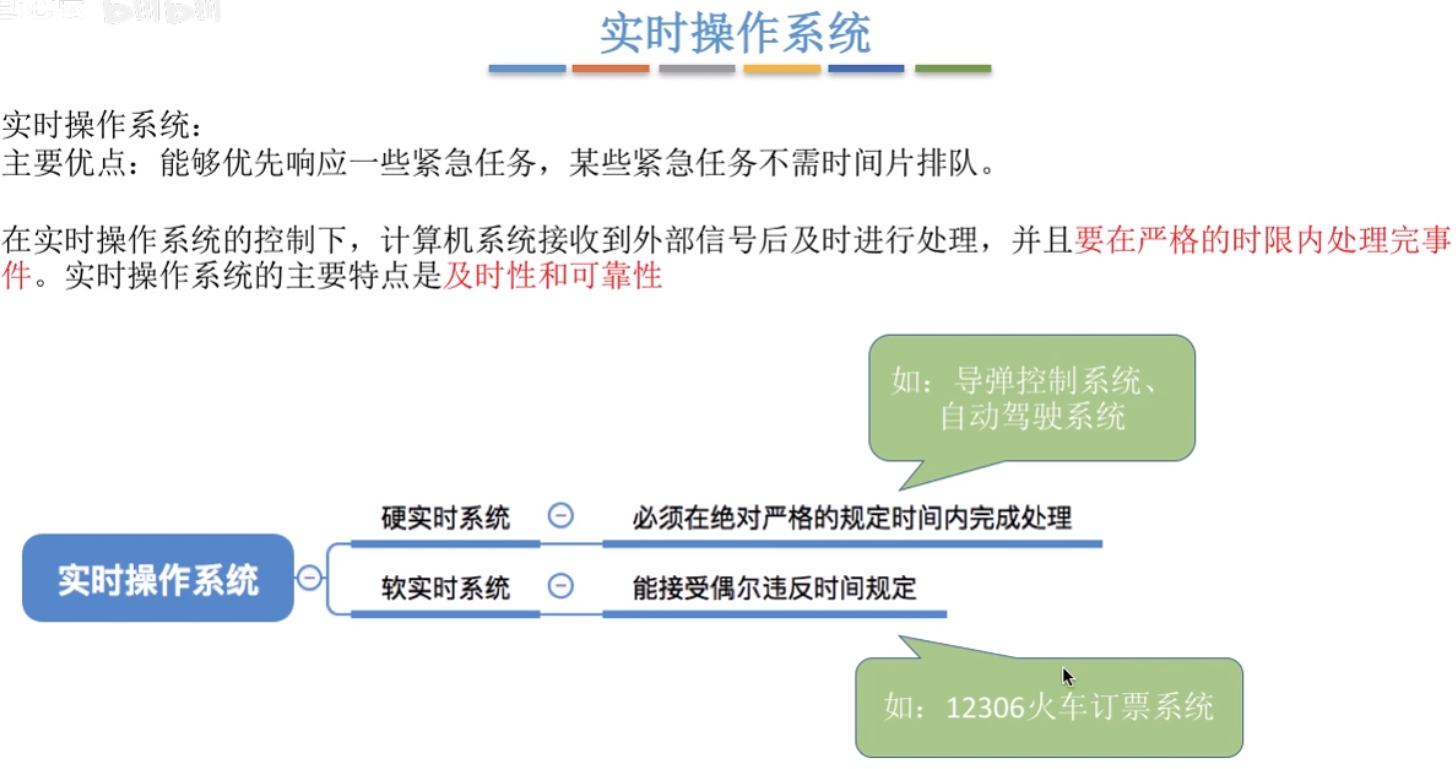 实时操作系统
实时操作系统：
主要优点：能够优先响应一些紧急任务，某些紧急任务不需时间片排队。
在实时操作系统的控制下，计算机系统接收到外部信号后及时进行处理，并且要在严格的时限内处理完事
件。实时操作系统的主要特点是及时性和可靠性
如：导弹控制系统、
自动驾驶系统
硬实时系统
必须在绝对严格的规定时间内完成处理
实时操作系统
软实时系统
能接受偶尔违反时间规定
如：12306火车订票系统